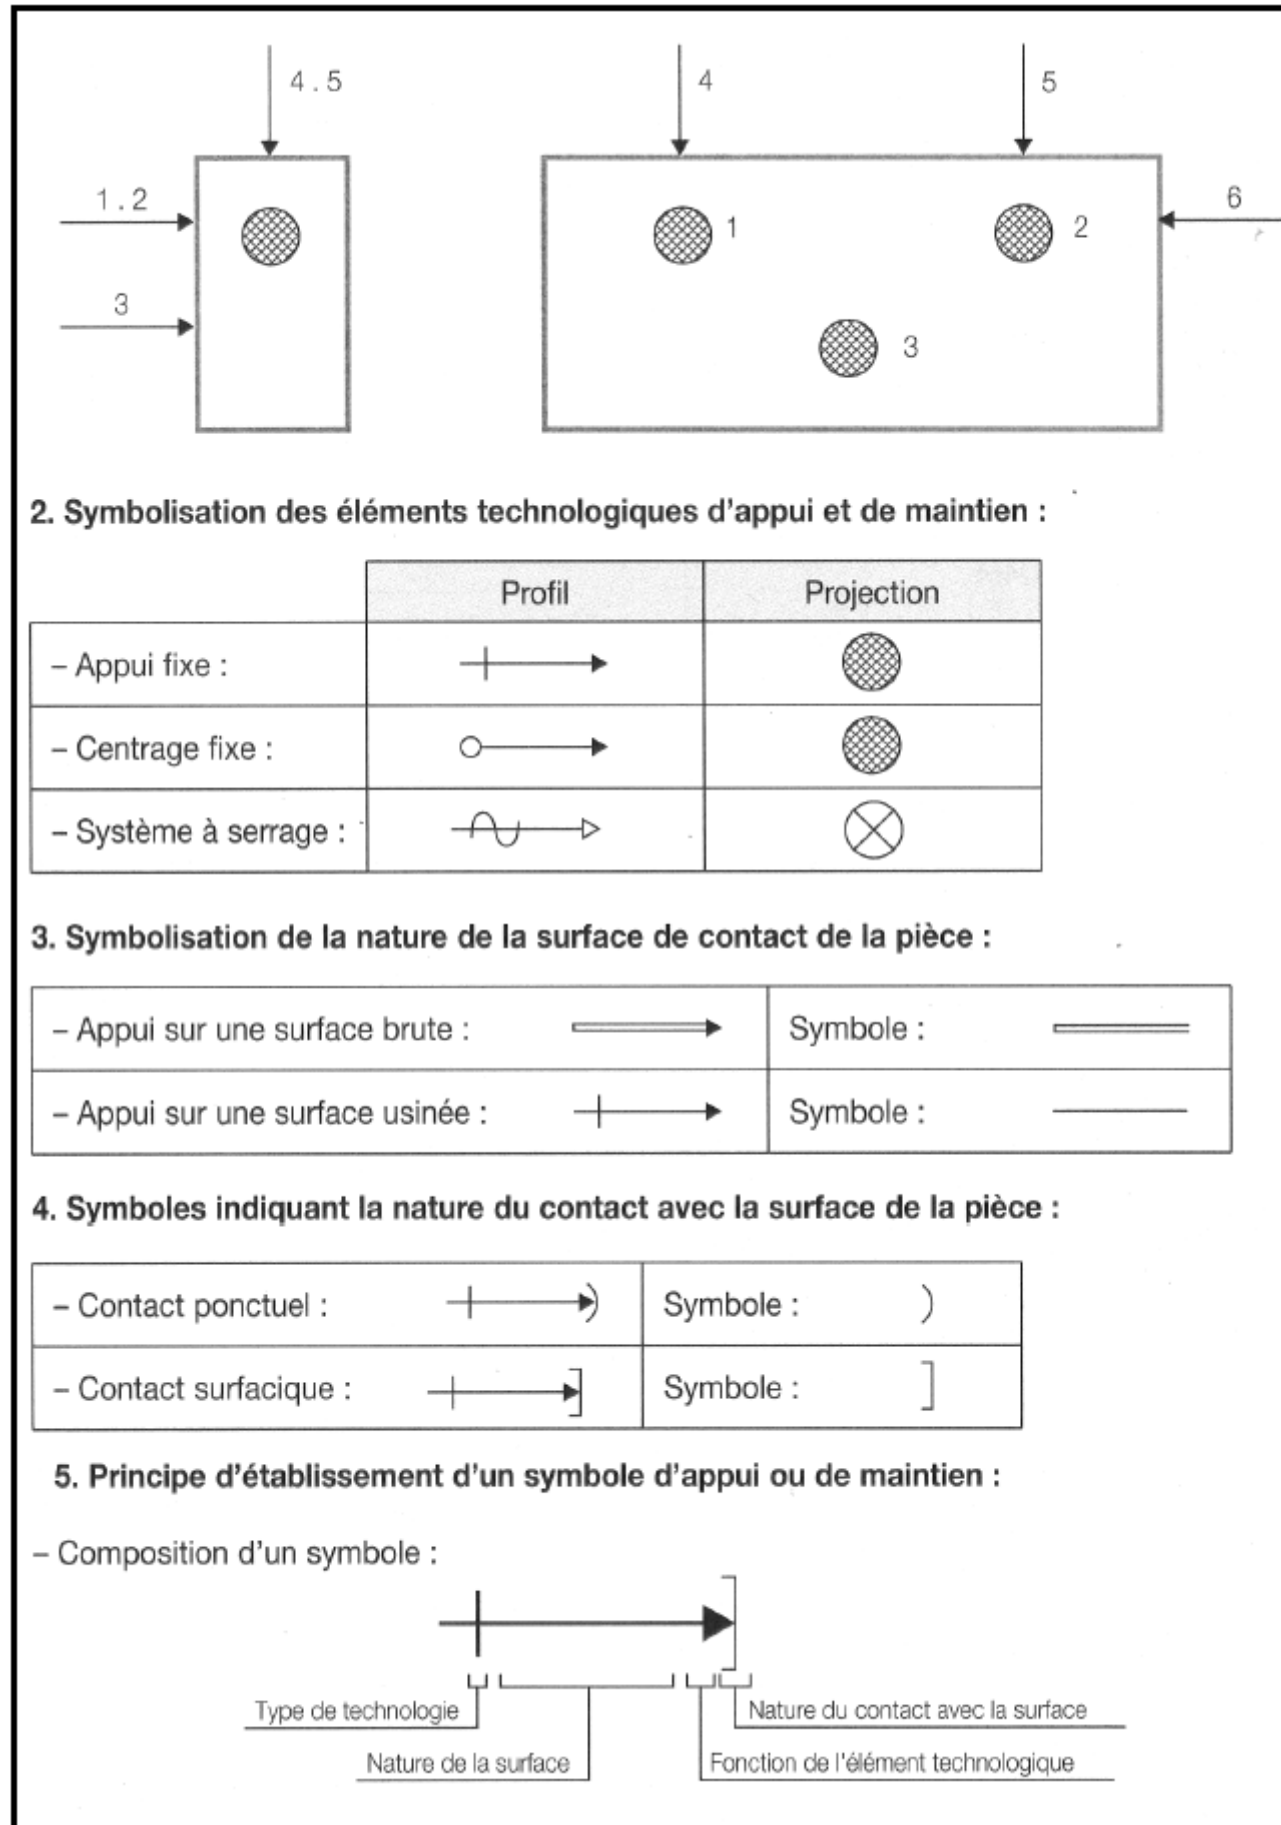 4.5
4
5
1.2
6
1
2
3
3
2. Symbolisation des éléments technologiques d'appui et de maintien :
Profil
Projection
– Appui fixe :
– Centrage fixe :
– Système à serrage :
3. Symbolisation de la nature de la surface de contact de la pièce :
– Appui sur une surface brute :
Symbole :
– Appui sur une surface usinée :
Symbole :
4. Symboles indiquant la nature du contact avec la surface de la pièce :
– Contact ponctuel :
Symbole : )
– Contact surfacique :
Symbole : ]
5. Principe d'établissement d'un symbole d'appui ou de maintien :
– Composition d'un symbole :
Type de technologie
Nature du contact avec la surface
Nature de la surface
Fonction de l'élément technologique